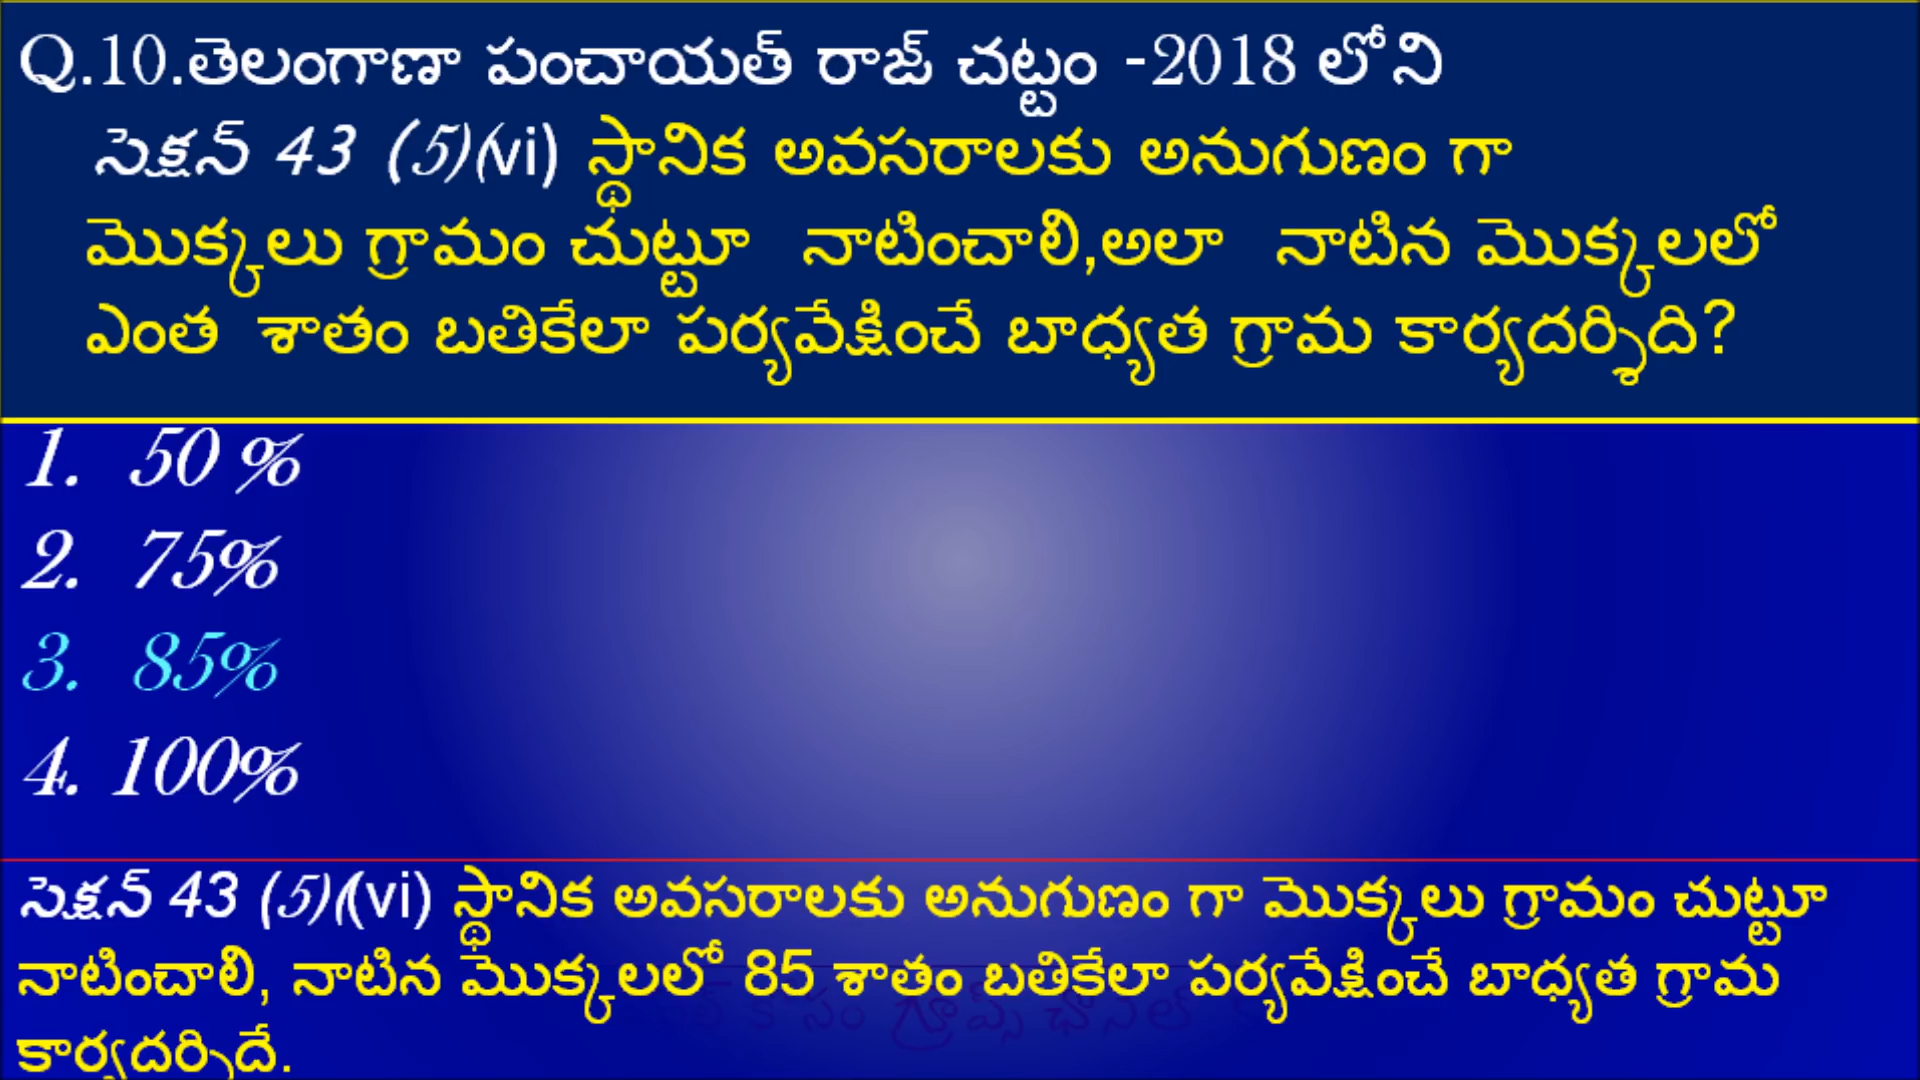 Q.10.తెలంగాణా పంచాయత్ రాజ్ చట్టం -2018 లోని
సెక్షన్ 43 (5)(vi) స్థానిక అవసరాలకు అనుగుణం గా
మొక్కలు గ్రామం చుట్టూ నాటించాలి,అలా నాటిన మొక్కలలో
ఎంత శాతం బతికేలా పర్యవేక్షించే బాధ్యత గ్రామ కార్యదర్శిది?
1. 50 %
2. 75%
3. 85%
4. 100%
సెక్షన్ 43 (5)((vi) స్థానిక అవసరాలకు అనుగుణం గా మొక్కలు గ్రామం చుట్టూ
నాటించాలి, నాటిన మొక్కలలో 85 శాతం బతికేలా పర్యవేక్షించే బాధ్యత గ్రామ
కార్యదర్శిదే.